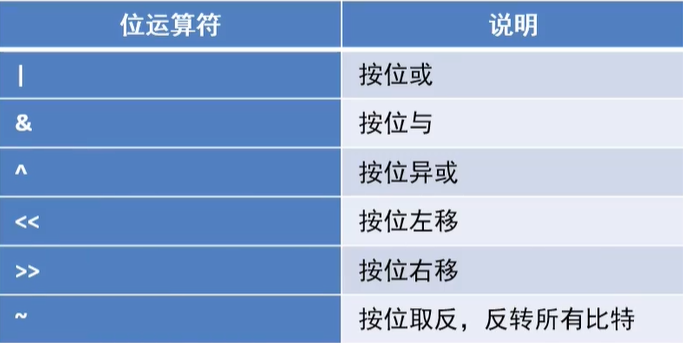 位运算符 说明
| 按位或
& 按位与
^ 按位异或
<< 按位左移
>> 按位右移
~ 按位取反，反转所有比特